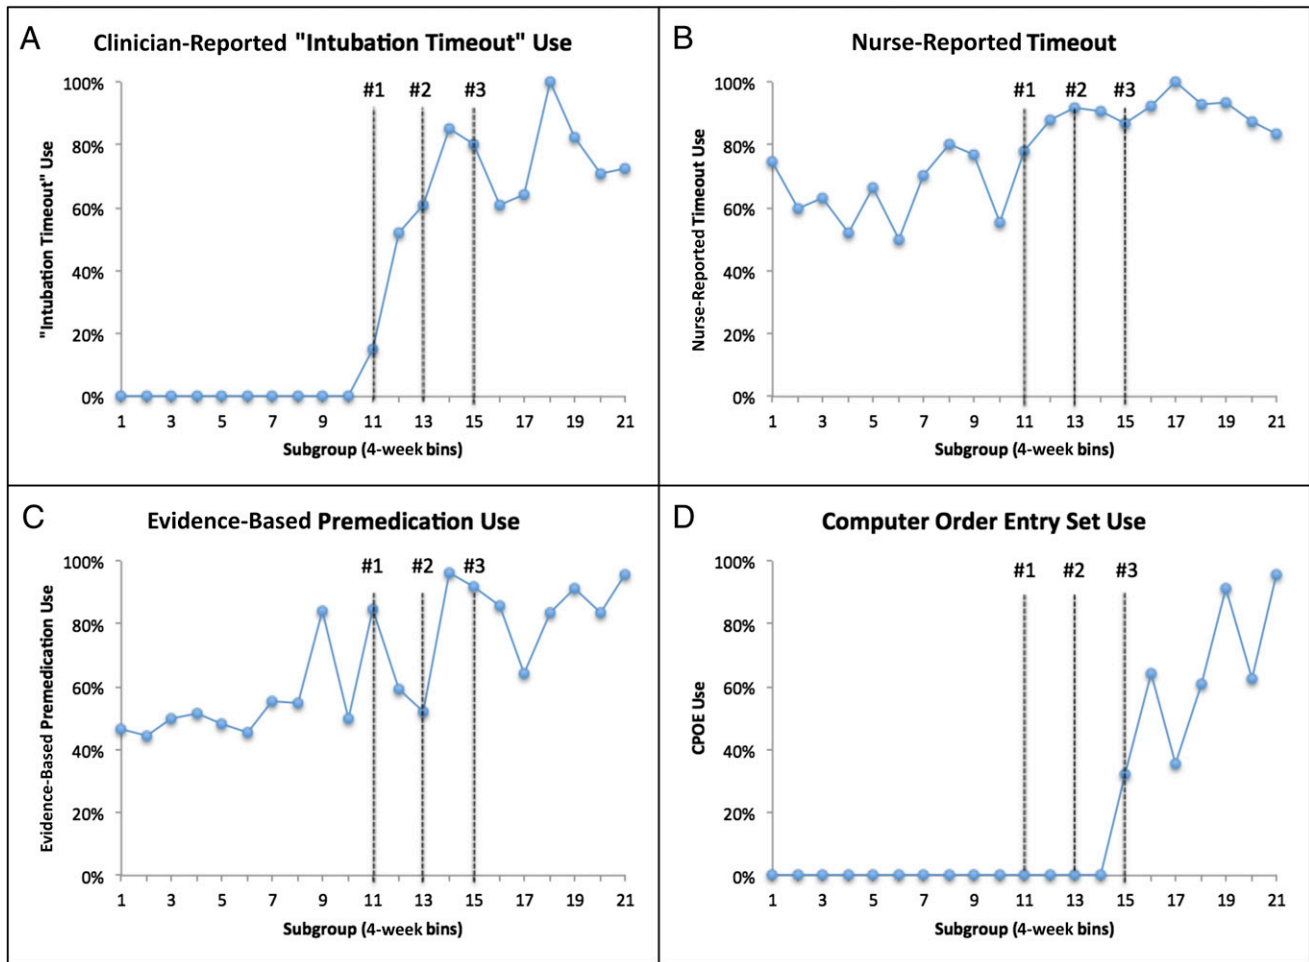 A
Clinician-Reported "Intubation Timeout" Use
"Intubation Timeout" Use
100%
80%
60%
40%
20%
0%
#1 #2 #3
1 3 5 7 9 11 13 15 17 19 21
Subgroup (4-week bins)
B
Nurse-Reported Timeout
Nurse-Reported Timeout Use
100%
80%
60%
40%
20%
0%
#1 #2 #3
1 3 5 7 9 11 13 15 17 19 21
Subgroup (4-week bins)
C
Evidence-Based Premedication Use
Evidence-Based Premedication Use
100%
80%
60%
40%
20%
0%
#1 #2 #3
1 3 5 7 9 11 13 15 17 19 21
Subgroup (4-week bins)
D
Computer Order Entry Set Use
CPOE Use
100%
80%
60%
40%
20%
0%
#1 #2 #3
1 3 5 7 9 11 13 15 17 19 21
Subgroup (4-week bins)